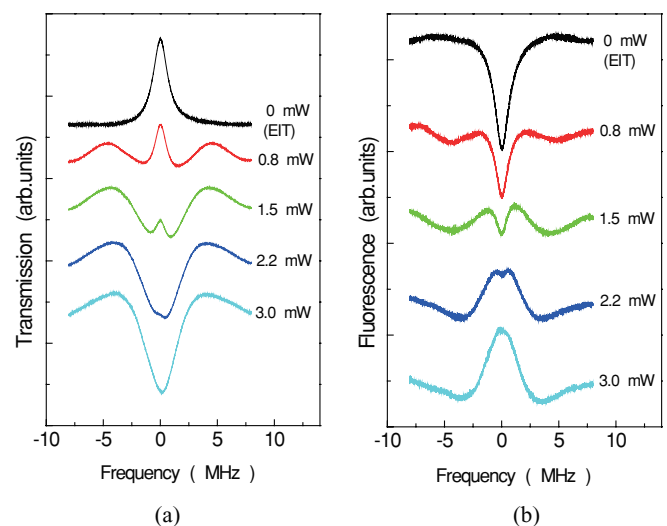 0 mW
(EIT)
0.8 mW
1.5 mW
2.2 mW
3.0 mW
Transmission (arb.units)
-10 -5 0 5 10
Frequency ( MHz )
(a)
0 mW
(EIT)
0.8 mW
1.5 mW
2.2 mW
3.0 mW
Fluorescence (arb.units)
-10 -5 0 5 10
Frequency ( MHz )
(b)